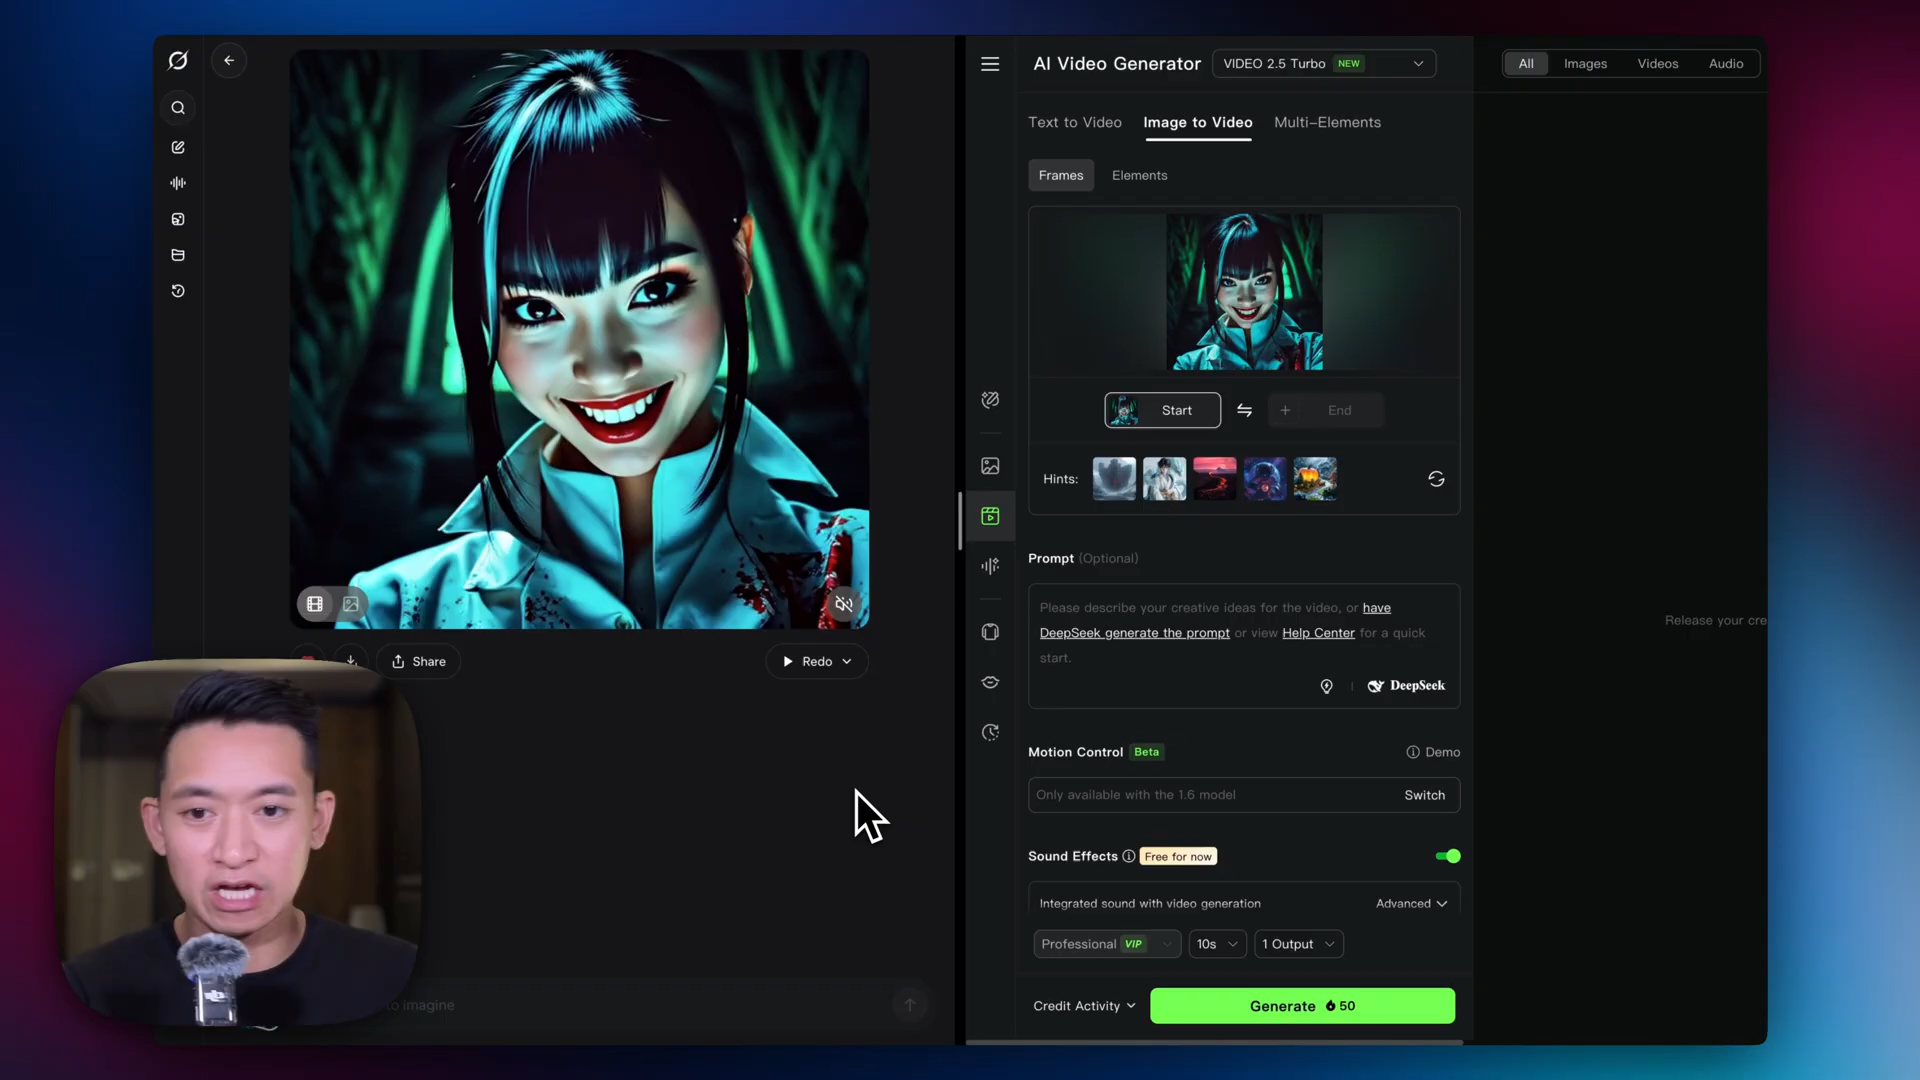 AI Video Generator
VIDEO 2.5 Turbo NEW
All Images Videos Audio
Text to Video Image to Video Multi-Elements
Frames Elements
Start
+ End
Hints:
Prompt (Optional)
Please describe your creative ideas for the video, or have
DeepSeek generate the prompt or view Help Center for a quick
start.
DeepSeek
Release your cre
Share
Redo
Motion Control Beta
Demo
Only available with the 1.6 model
Switch
Sound Effects Free for now
Integrated sound with video generation
Advanced
Professional VIP
10s
1 Output
to imagine
Credit Activity
Generate 50